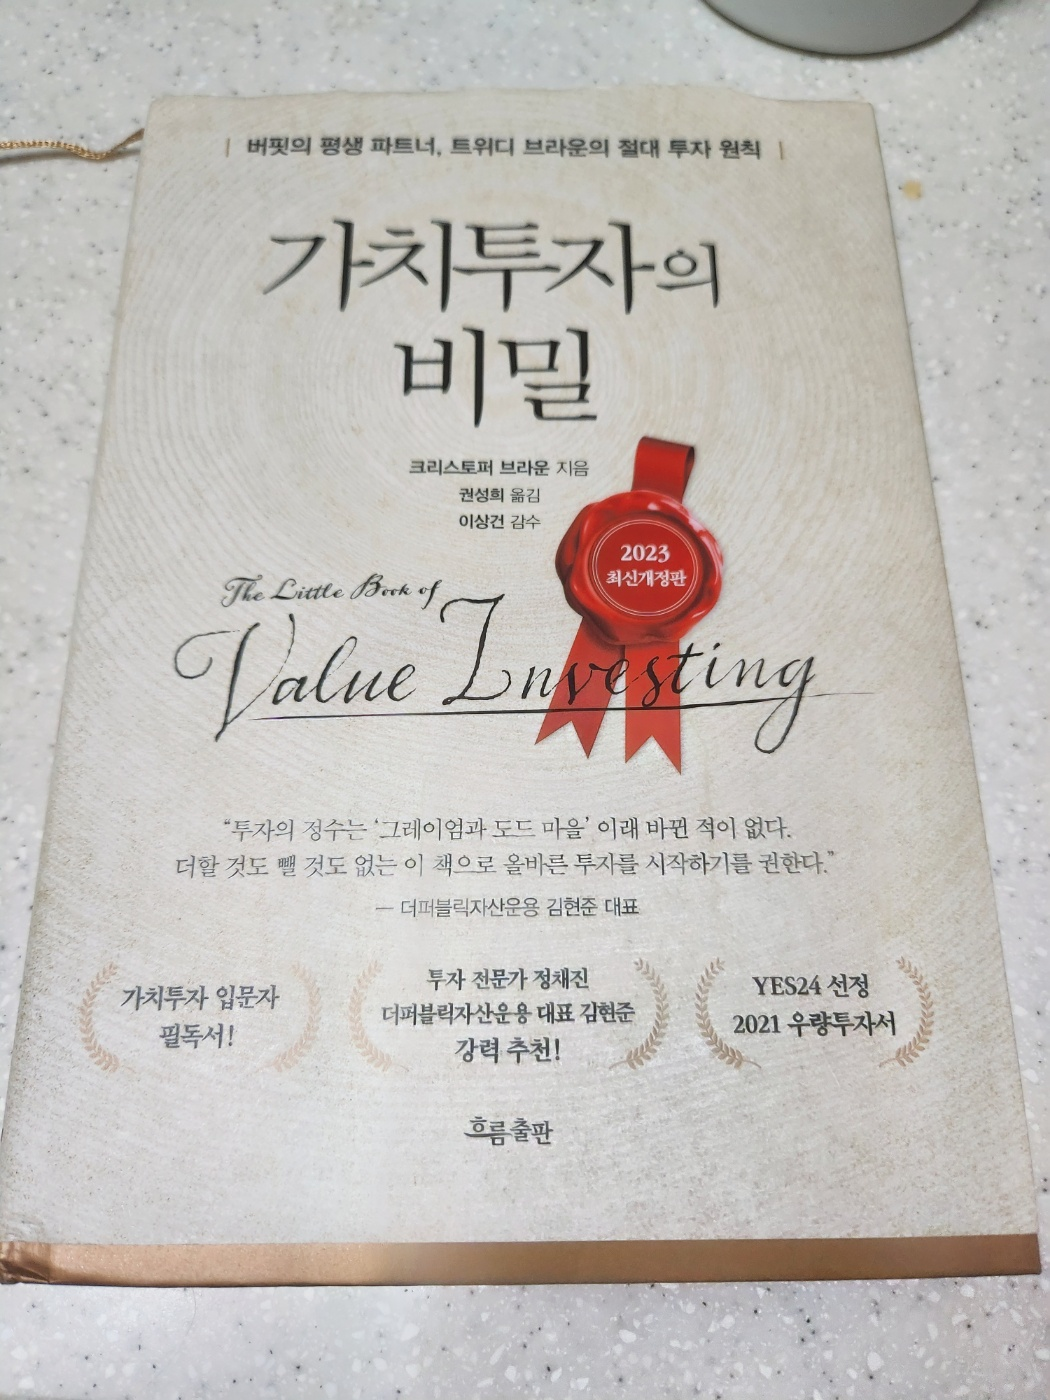 | 버핏의 평생 파트너, 트위디 브라운의 절대 투자 원칙 |
가치투자의
비밀
크리스토퍼 브라운 지음
권성희 옮김
이상건 감수
2023
최신개정판
The Little Book of
Value Investing
“투자의 정수는 ‘그레이엄과 도드 마을’ 이래 바뀐 적이 없다.
더할 것도 뺄 것도 없는 이 책으로 올바른 투자를 시작하기를 권한다.”
— 더퍼블릭자산운용 김현준 대표
가치투자 입문자
필독서!
투자 전문가 정채진
더퍼블릭자산운용 대표 김현준
강력 추천!
YES24 선정
2021 우량투자서
흐름출판